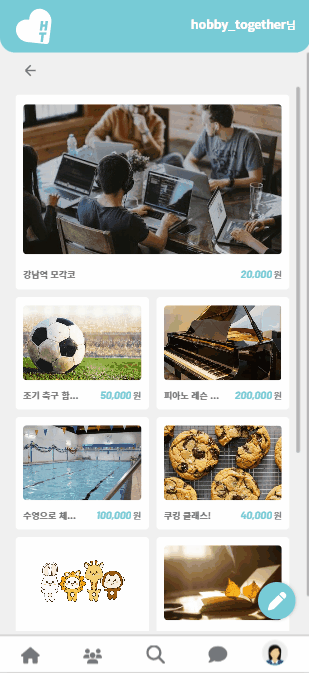 HT
hobby_together님
강남역 모각코
20,000 원
조기 축구 함...
50,000 원
피아노 레슨 ...
200,000 원
수영으로 체...
100,000 원
쿠킹 클래스!
40,000 원